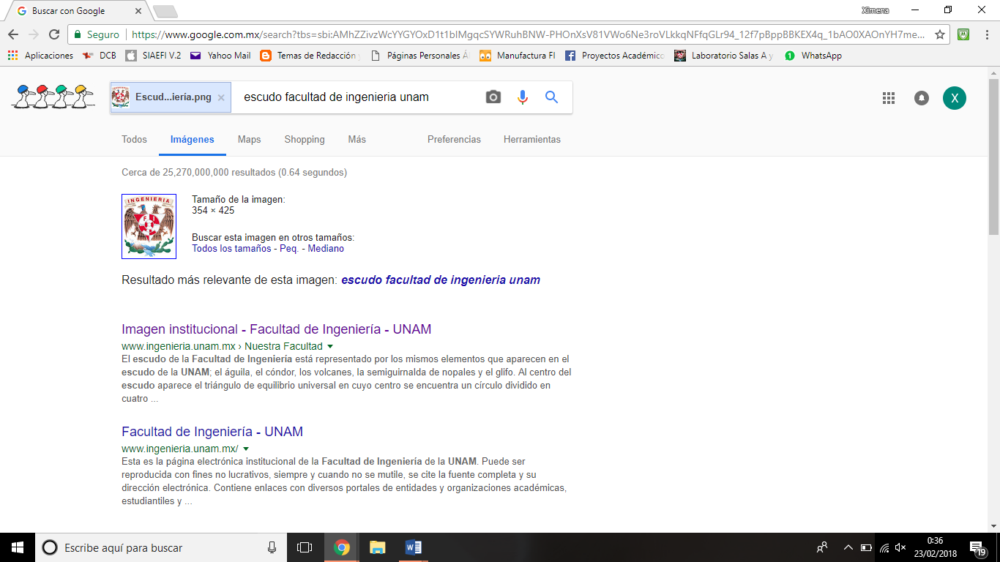 Buscar con Google
Ximena
Seguro
https://www.google.com.mx/search?tbs=sbi:AMhZZivzWcYYGYOxD1t1blMgqcSYWRuhBNW-PHOnXsV81VWo6Ne3roVLkkqNFfqGLr94_12f7pBppBBKEX4q_1bAO0XAOnYH7me...
Aplicaciones DCB SIAEFI V.2 Yahoo Mail Temas de Redacción y Páginas Personales Manufactura FI Proyectos Académico Laboratorio Salas A y WhatsApp
Escud...iería.png escudo facultad de ingenieria unam
X
Todos Imágenes Maps Shopping Más Preferencias Herramientas
Cerca de 25,270,000,000 resultados (0.64 segundos)
INGENIERIA
Tamaño de la imagen:
354 × 425
Buscar esta imagen en otros tamaños:
Todos los tamaños - Peq. - Mediano
Resultado más relevante de esta imagen: escudo facultad de ingenieria unam
Imagen institucional - Facultad de Ingeniería - UNAM
www.ingenieria.unam.mx › Nuestra Facultad
El escudo de la Facultad de Ingeniería está representado por los mismos elementos que aparecen en el
escudo de la UNAM; el águila, el cóndor, los volcanes, la semiguirnalda de nopales y el glifo. Al centro del
escudo aparece el triángulo de equilibrio universal en cuyo centro se encuentra un círculo dividido en
cuatro ...
Facultad de Ingeniería - UNAM
www.ingenieria.unam.mx/
Esta es la página electrónica institucional de la Facultad de Ingeniería de la UNAM. Puede ser
reproducida con fines no lucrativos, siempre y cuando no se mutile, se cite la fuente completa y su
dirección electrónica. Contiene enlaces con diversos portales de entidades y organizaciones académicas,
estudiantiles y ...
Escribe aquí para buscar
0:36
23/02/2018
19